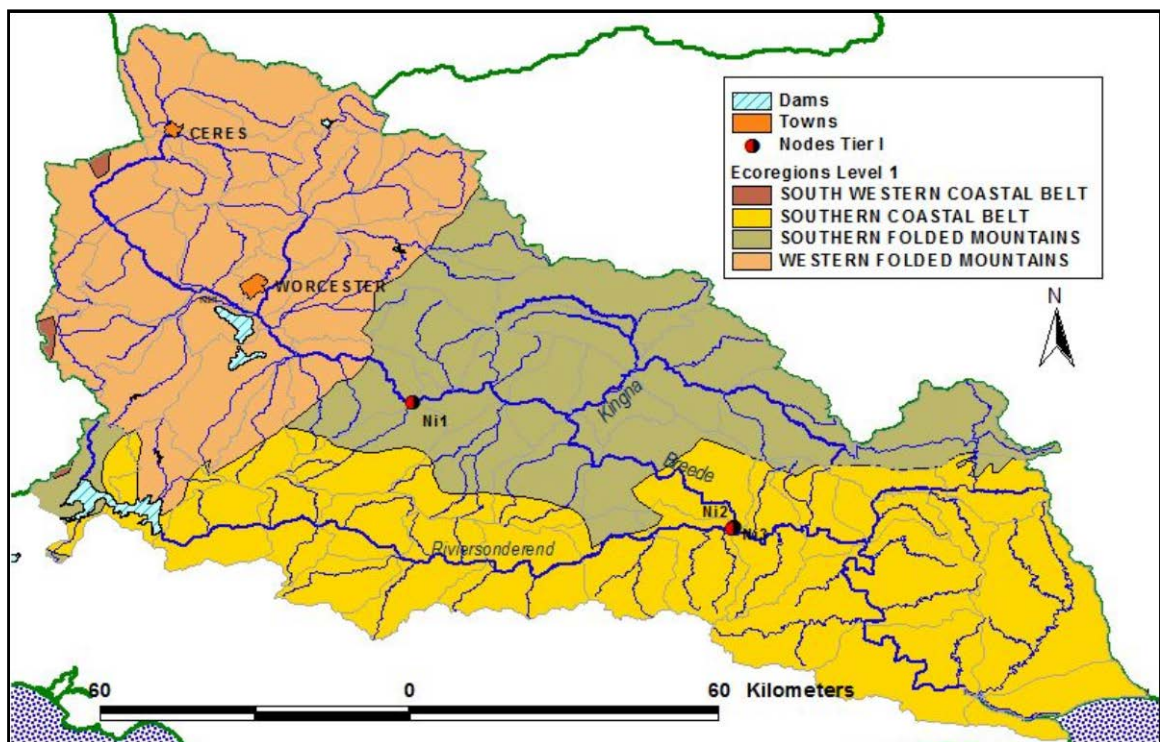 Dams
Towns
Nodes Tier I
Ecoregions Level 1
SOUTH WESTERN COASTAL BELT
SOUTHERN COASTAL BELT
SOUTHERN FOLDED MOUNTAINS
WESTERN FOLDED MOUNTAINS
N
CERES
WORCESTER
Ni1
Kingna
Breede
Ni2
Ni3
Riviersonderend
60
0
60 Kilometers